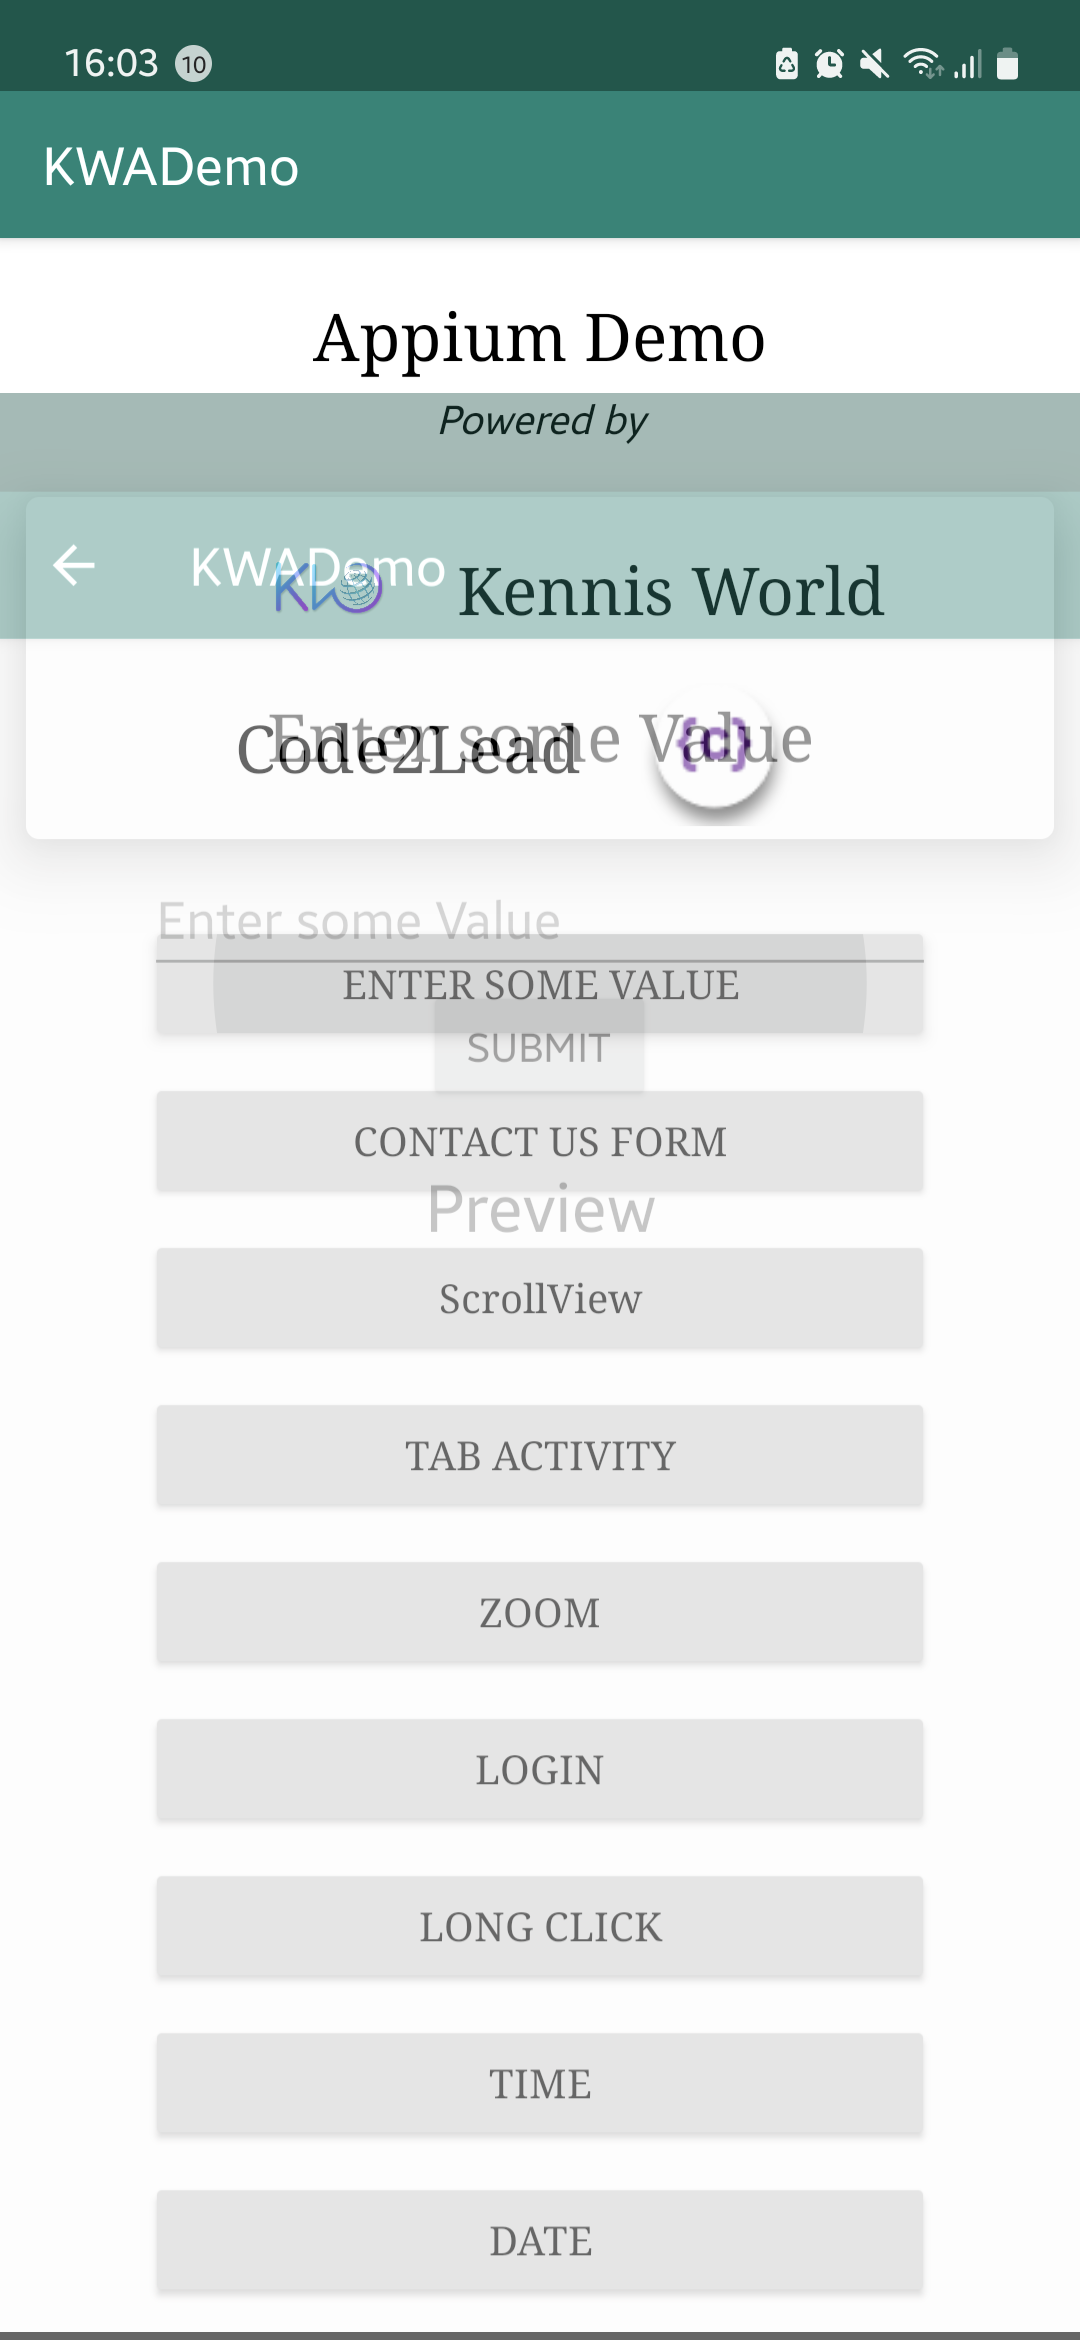 16:03 10
KWADemo
Appium Demo
Powered by
KWADemo
KW Kennis World
Enter some Value
Code2Lead {C}
Enter some Value
ENTER SOME VALUE
SUBMIT
CONTACT US FORM
Preview
ScrollView
TAB ACTIVITY
ZOOM
LOGIN
LONG CLICK
TIME
DATE